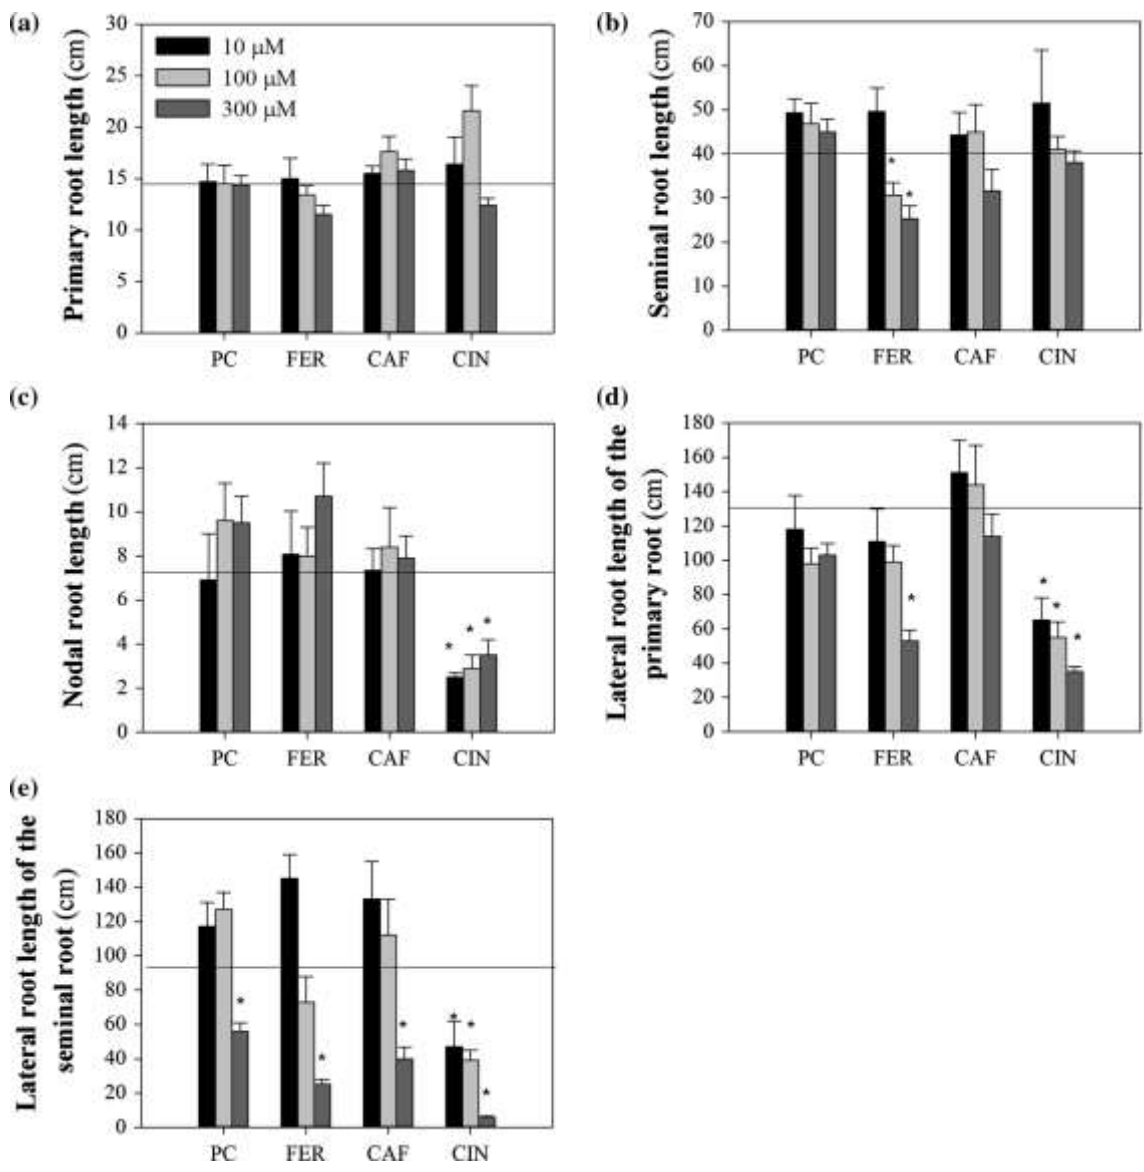 (a)
Primary root length (cm)
30
25
20
15
10
5
0
10 µM
100 µM
300 µM
PC FER CAF CIN
(b)
Seminal root length (cm)
70
60
50
40
30
20
10
0
*
*
PC FER CAF CIN
(c)
Nodal root length (cm)
14
12
10
8
6
4
2
0
* * *
PC FER CAF CIN
(d)
Lateral root length of the
primary root (cm)
180
160
140
120
100
80
60
40
20
0
* * * *
PC FER CAF CIN
(e)
Lateral root length of the
seminal root (cm)
180
160
140
120
100
80
60
40
20
0
* * * * * *
PC FER CAF CIN